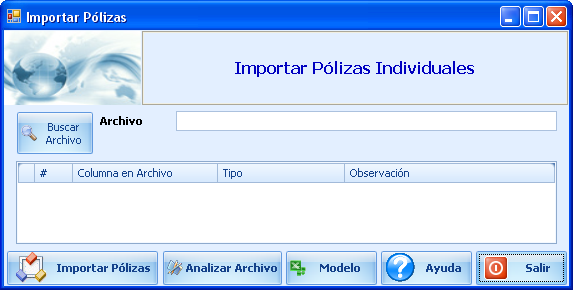 Importar Pólizas
Importar Pólizas Individuales
Buscar
Archivo
Archivo
# Columna en Archivo Tipo Observación
Importar Pólizas Analizar Archivo Modelo Ayuda Salir